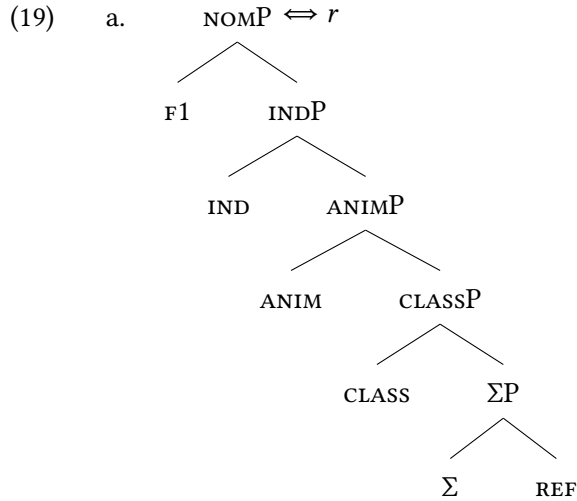 (19) a. NOMP ⇔ r
F1 INDP
IND ANIMP
ANIM CLASSP
CLASS ΣP
Σ REF